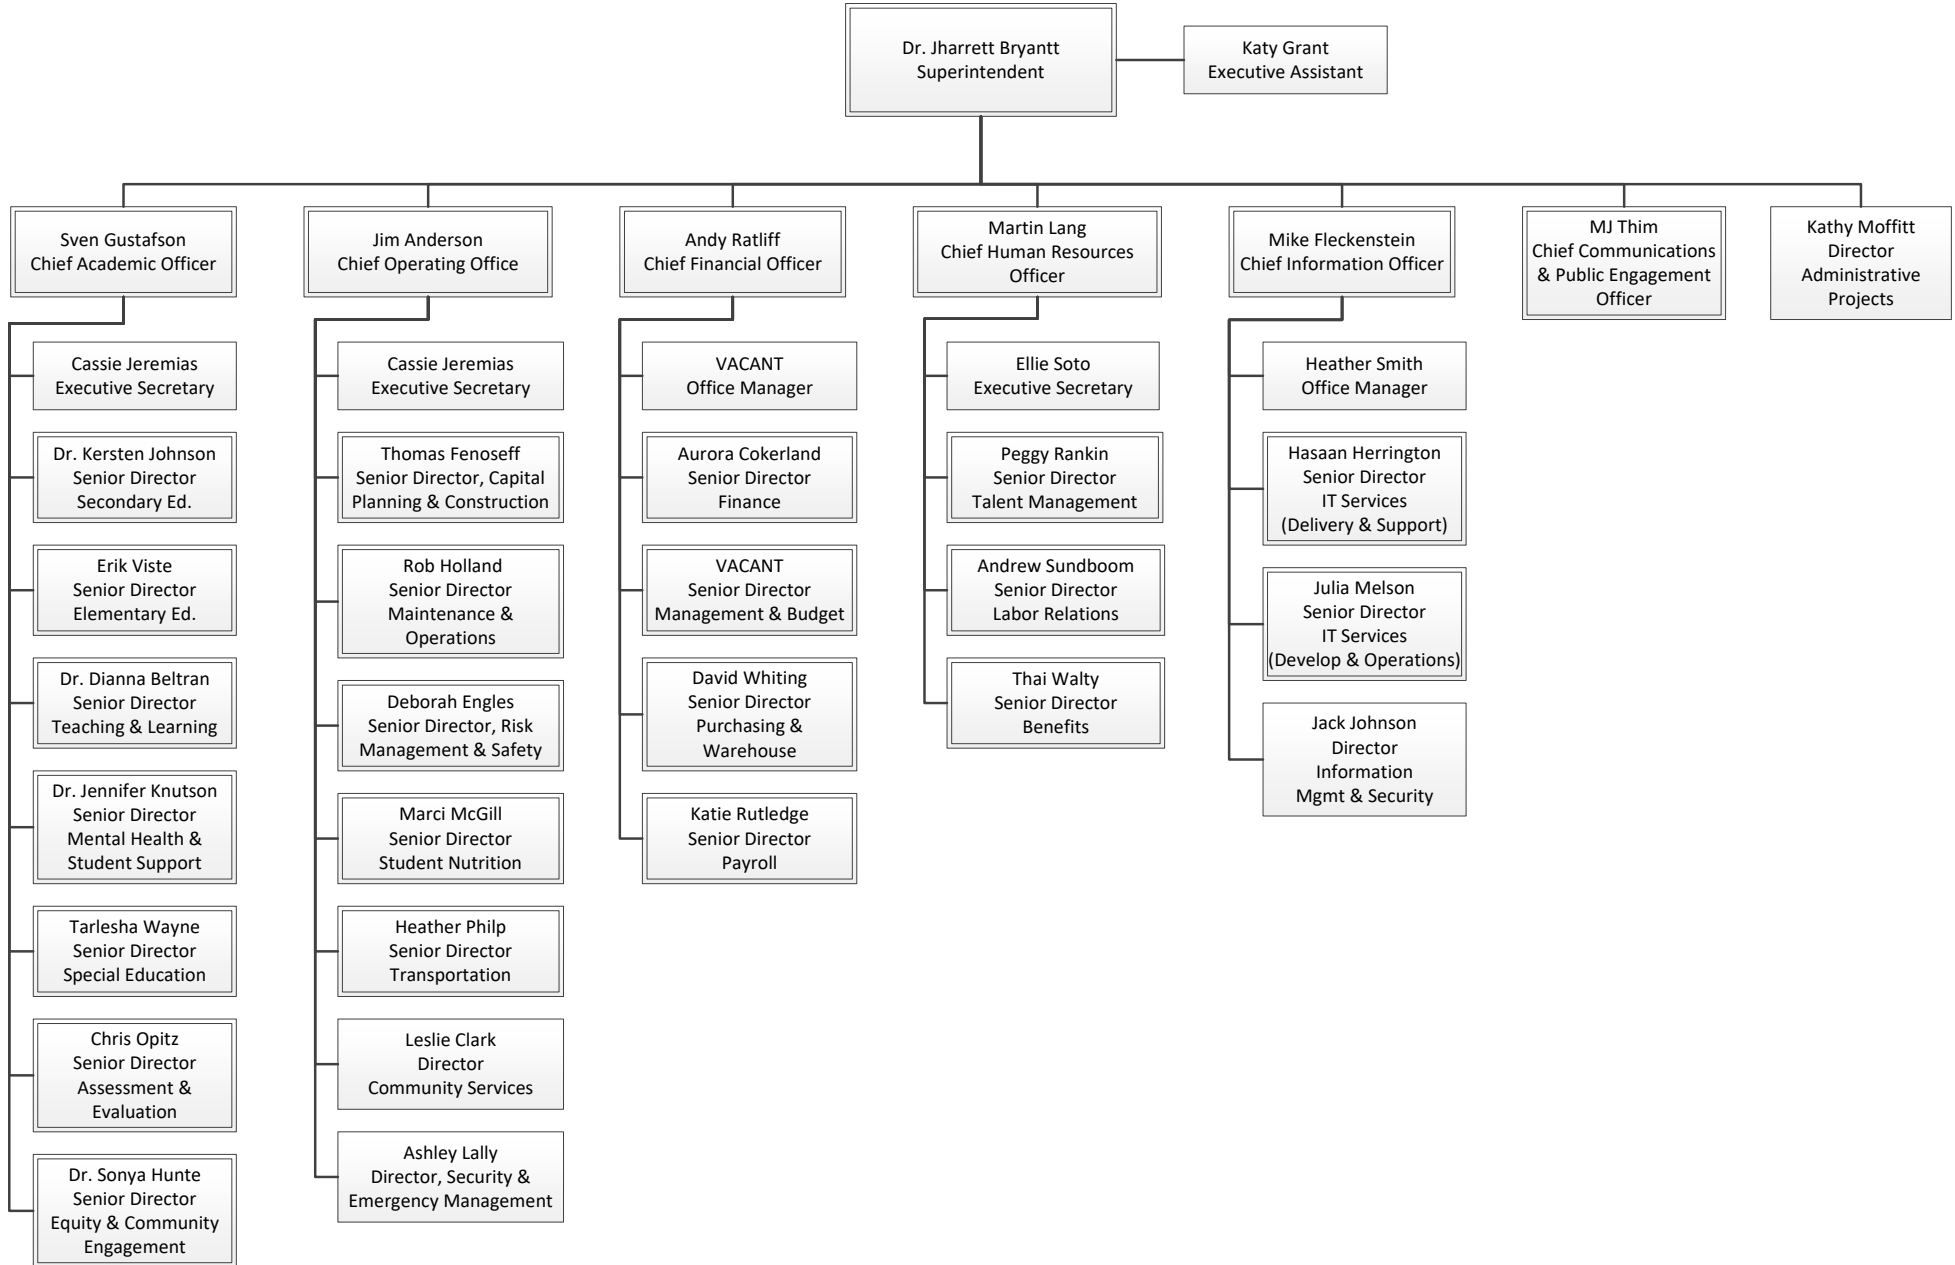 Dr. Jharrett Bryantt
Superintendent
Katy Grant
Executive Assistant
Sven Gustafson
Chief Academic Officer
Jim Anderson
Chief Operating Office
Andy Ratliff
Chief Financial Officer
Martin Lang
Chief Human Resources
Officer
Mike Fleckenstein
Chief Information Officer
MJ Thim
Chief Communications
& Public Engagement
Officer
Kathy Moffitt
Director
Administrative
Projects
Cassie Jeremias
Executive Secretary
Dr. Kersten Johnson
Senior Director
Secondary Ed.
Erik Viste
Senior Director
Elementary Ed.
Dr. Dianna Beltran
Senior Director
Teaching & Learning
Dr. Jennifer Knutson
Senior Director
Mental Health &
Student Support
Tarlesha Wayne
Senior Director
Special Education
Chris Opitz
Senior Director
Assessment &
Evaluation
Dr. Sonya Hunte
Senior Director
Equity & Community
Engagement
Cassie Jeremias
Executive Secretary
Thomas Fenoseff
Senior Director, Capital
Planning & Construction
Rob Holland
Senior Director
Maintenance &
Operations
Deborah Engles
Senior Director, Risk
Management & Safety
Marci McGill
Senior Director
Student Nutrition
Heather Philp
Senior Director
Transportation
Leslie Clark
Director
Community Services
Ashley Lally
Director, Security &
Emergency Management
VACANT
Office Manager
Aurora Cokerland
Senior Director
Finance
VACANT
Senior Director
Management & Budget
David Whiting
Senior Director
Purchasing &
Warehouse
Katie Rutledge
Senior Director
Payroll
Ellie Soto
Executive Secretary
Peggy Rankin
Senior Director
Talent Management
Andrew Sundboom
Senior Director
Labor Relations
Thai Walty
Senior Director
Benefits
Heather Smith
Office Manager
Hasaan Herrington
Senior Director
IT Services
(Delivery & Support)
Julia Melson
Senior Director
IT Services
(Develop & Operations)
Jack Johnson
Director
Information
Mgmt & Security